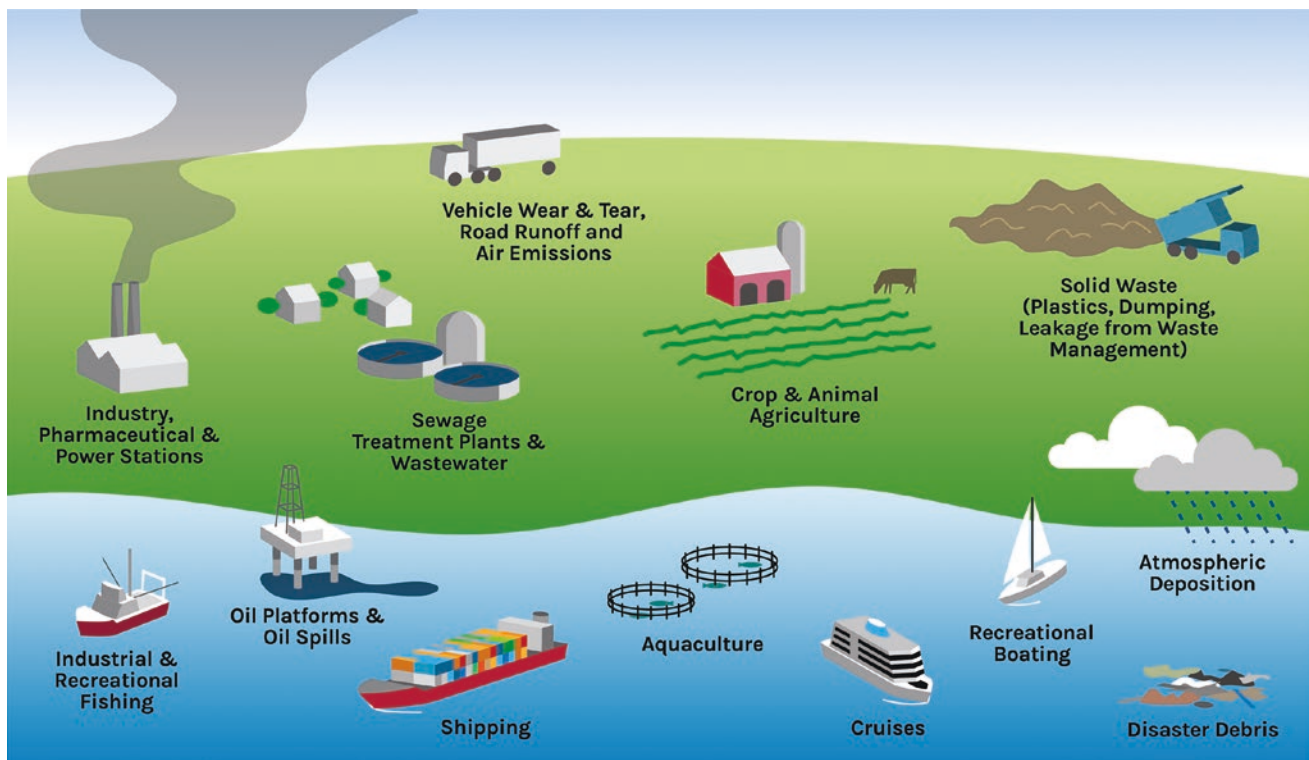 Vehicle Wear & Tear,
Road Runoff and
Air Emissions
Solid Waste
(Plastics, Dumping,
Leakage from Waste
Management)
Industry,
Pharmaceutical &
Power Stations
Sewage
Treatment Plants &
Wastewater
Crop & Animal
Agriculture
Atmospheric
Deposition
Oil Platforms &
Oil Spills
Aquaculture
Recreational
Boating
Industrial &
Recreational
Fishing
Shipping
Cruises
Disaster Debris